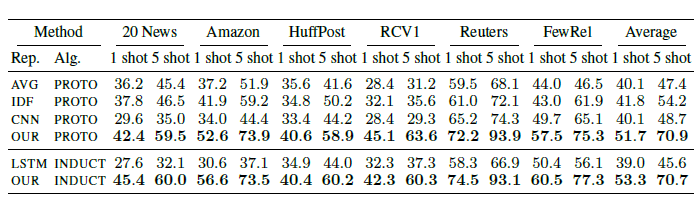 Method 20 News Amazon HuffPost RCV1 Reuters FewRel Average
Rep. Alg. 1 shot 5 shot 1 shot 5 shot 1 shot 5 shot 1 shot 5 shot 1 shot 5 shot 1 shot 5 shot 1 shot 5 shot
AVG PROTO 36.2 45.4 37.2 51.9 35.6 41.6 28.4 31.2 59.5 68.1 44.0 46.5 40.1 47.4
IDF PROTO 37.8 46.5 41.9 59.2 34.8 50.2 32.1 35.6 61.0 72.1 43.0 61.9 41.8 54.2
CNN PROTO 29.6 35.0 34.0 44.4 33.4 44.2 28.4 29.3 65.2 74.3 49.7 65.1 40.1 48.7
OUR PROTO 42.4 59.5 52.6 73.9 40.6 58.9 45.1 63.6 72.2 93.9 57.5 75.3 51.7 70.9
LSTM INDUCT 27.6 32.1 30.6 37.1 34.9 44.0 32.3 37.3 58.3 66.9 50.4 56.1 39.0 45.6
OUR INDUCT 45.4 60.0 56.6 73.5 40.4 60.2 42.3 60.3 74.5 93.1 60.5 77.3 53.3 70.7